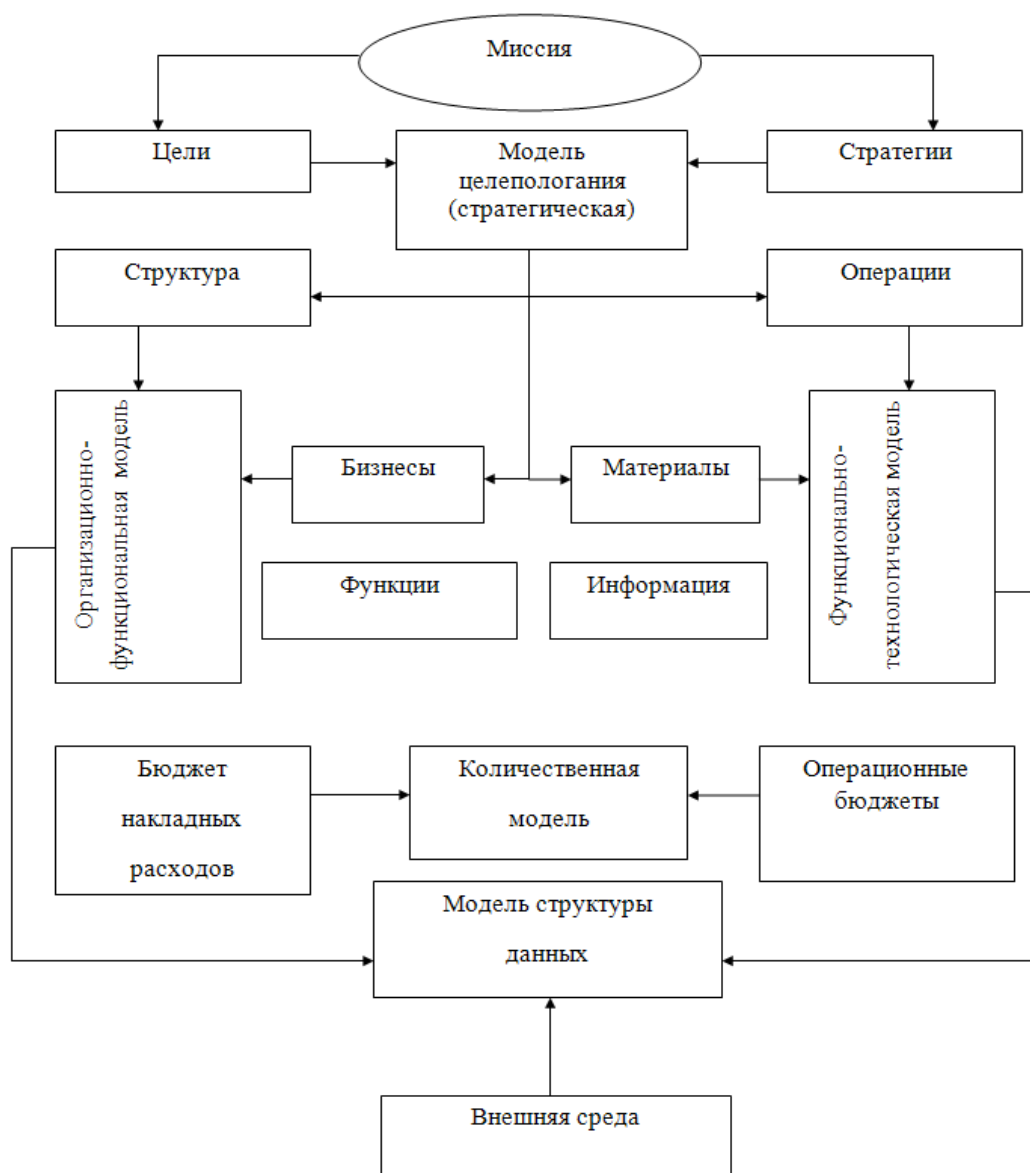 Миссия
Цели
Модель
целепологания
(стратегическая)
Стратегии
Структура
Операции
Организационно-
функциональная модель
Бизнесы
Материалы
Функционально-
технологическая модель
Функции
Информация
Бюджет
накладных
расходов
Количественная
модель
Операционные
бюджеты
Модель структуры
данных
Внешняя среда